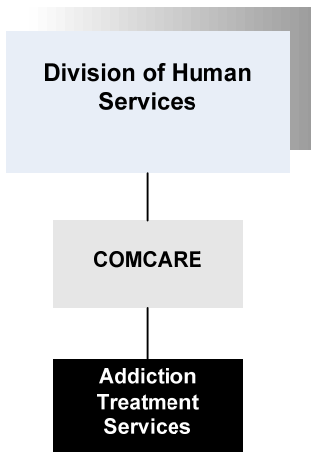 Division of Human
Services
COMCARE
Addiction
Treatment
Services